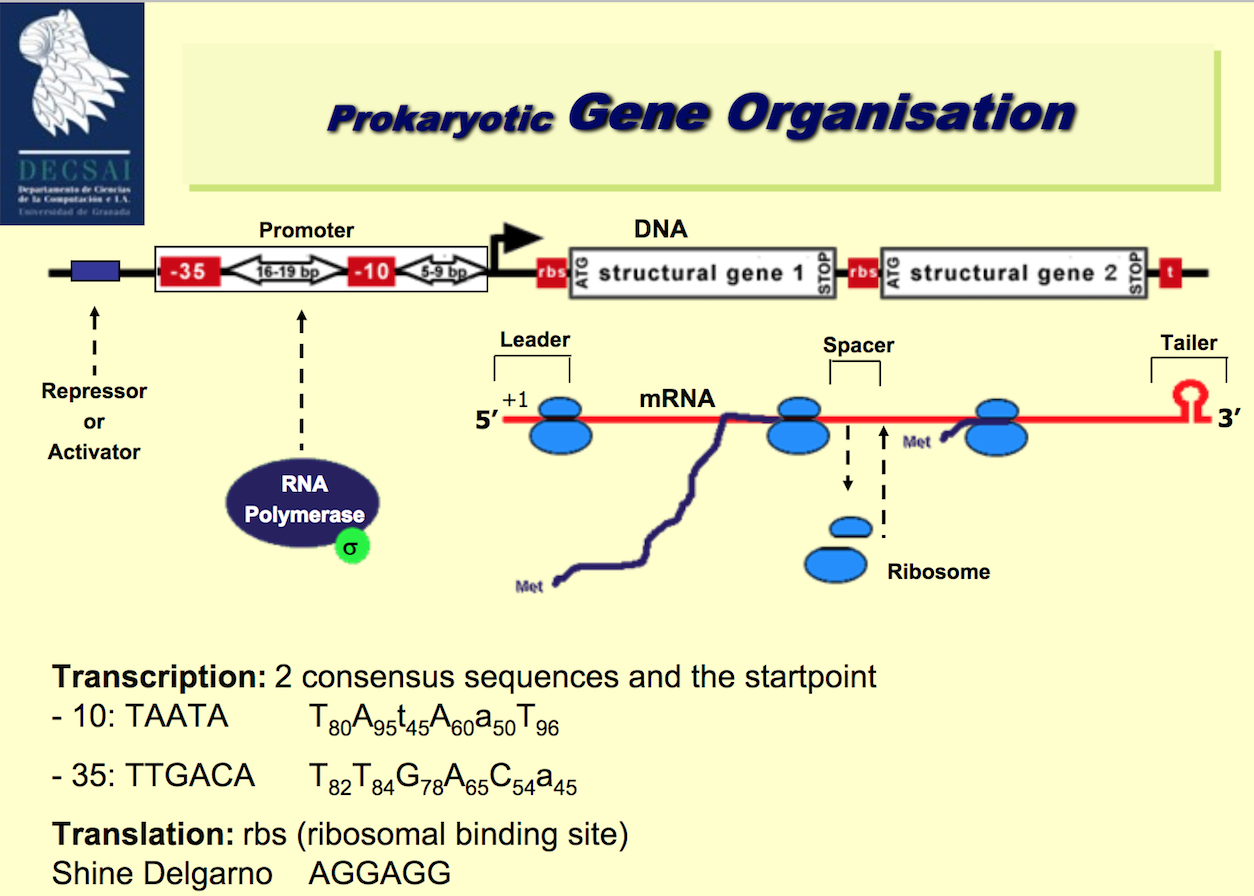 DECSAI
Departamento de Ciencias
de la Computación e I.A.
Universidad de Granada
Prokaryotic Gene Organisation
Promoter
DNA
-35 16-19 bp -10 5-9 bp rbs ATG structural gene 1 STOP rbs ATG structural gene 2 STOP t
Leader
Spacer
Tailer
Repressor
or
Activator
+1
mRNA
5’
3’
Met
RNA
Polymerase
σ
Met
Ribosome
Transcription: 2 consensus sequences and the startpoint
- 10: TAATA T80A95t45A60a50T96
- 35: TTGACA T82T84G78A65C54a45
Translation: rbs (ribosomal binding site)
Shine Delgarno AGGAGG